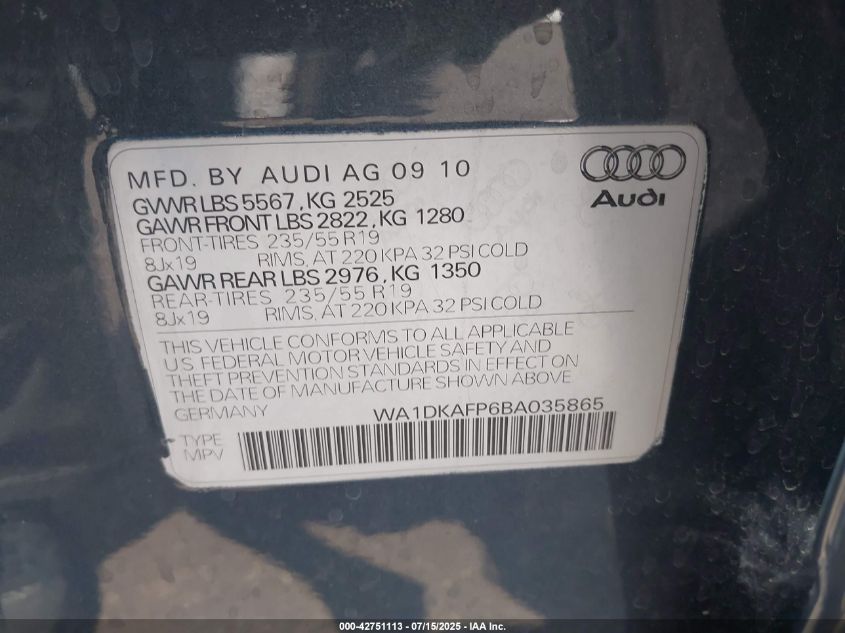 MFD. BY AUDI AG 09 10
GVWR LBS 5567, KG 2525
GAWR FRONT LBS 2822, KG 1280
FRONT-TIRES 235/55 R19
8Jx19 RIMS, AT 220 KPA 32 PSI COLD
GAWR REAR LBS 2976, KG 1350
REAR-TIRES 235/55 R19
8Jx19 RIMS, AT 220 KPA 32 PSI COLD
Audi
THIS VEHICLE CONFORMS TO ALL APPLICABLE
US FEDERAL MOTOR VEHICLE SAFETY AND
THEFT PREVENTION STANDARDS IN EFFECT ON
THE DATE OF MANUFACTURE SHOWN ABOVE
GERMANY WA1DKAFP6BA035865
TYPE
MPV
000-42751113 - 07/15/2025 - IAA Inc.